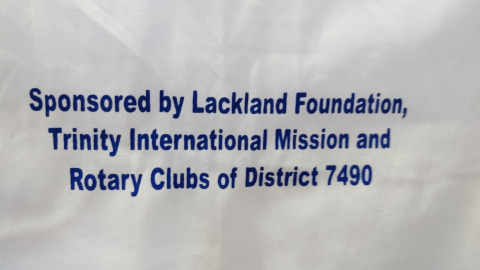 Sponsored by Lackland Foundation,
Trinity International Mission and
Rotary Clubs of District 7490